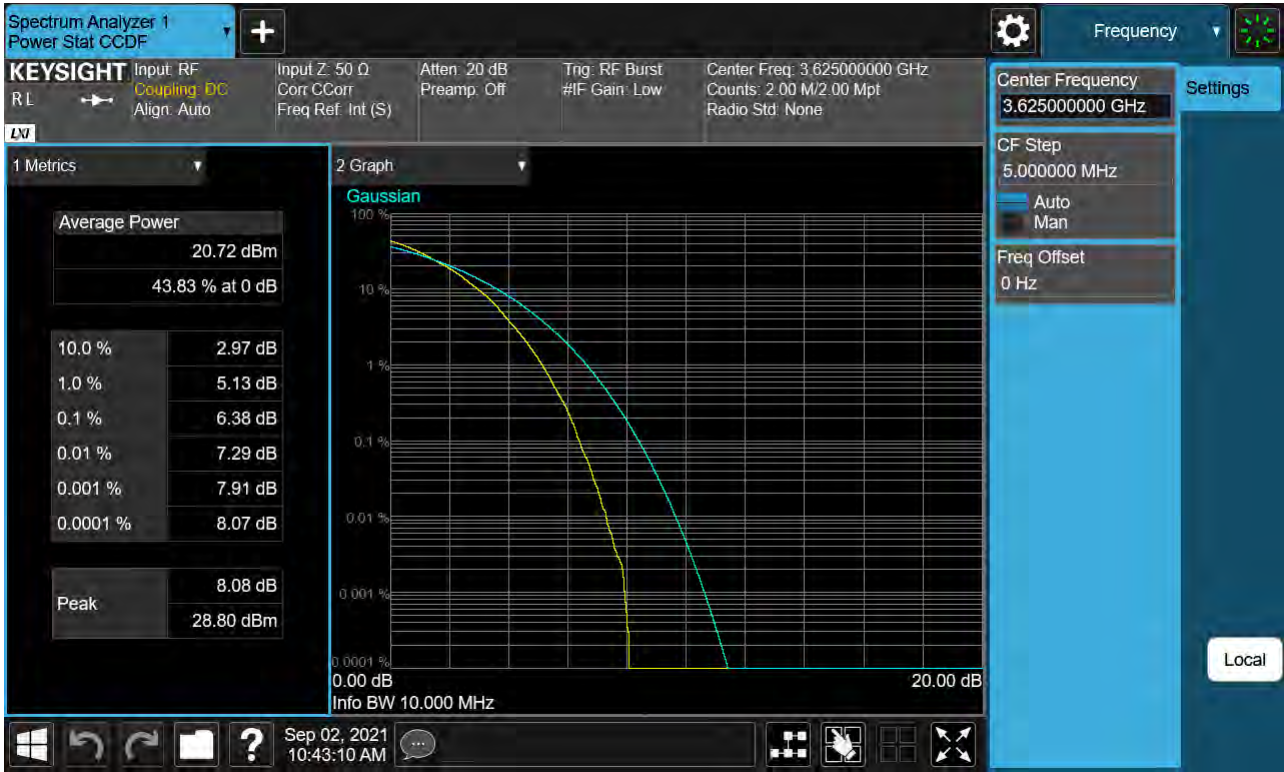 Spectrum Analyzer 1
Power Stat CCDF
Frequency
KEYSIGHT
RL
LXI
Input: RF
Coupling: DC
Align: Auto
Input Z: 50 Ω
Corr CCorr
Freq Ref: Int (S)
Atten: 20 dB
Preamp: Off
Trig: RF Burst
#IF Gain: Low
Center Freq: 3.625000000 GHz
Counts: 2.00 M/2.00 Mpt
Radio Std: None
Center Frequency
3.625000000 GHz
Settings
CF Step
5.000000 MHz
Auto
Man
Freq Offset
0 Hz
Local
1 Metrics
Average Power
20.72 dBm
43.83 % at 0 dB
10.0 % 2.97 dB
1.0 % 5.13 dB
0.1 % 6.38 dB
0.01 % 7.29 dB
0.001 % 7.91 dB
0.0001 % 8.07 dB
Peak
8.08 dB
28.80 dBm
2 Graph
Gaussian
100 %
10 %
1 %
0.1 %
0.01 %
0.001 %
0.0001 %
0.00 dB 20.00 dB
Info BW 10.000 MHz
?
Sep 02, 2021
10:43:10 AM